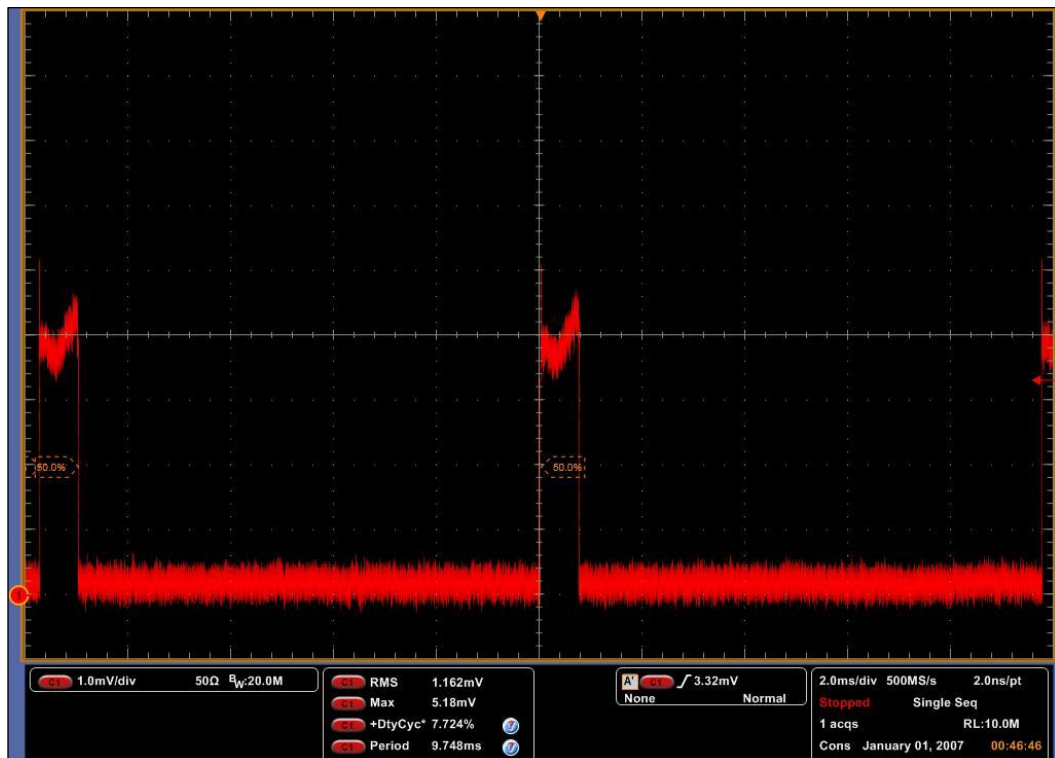 50.0% 50.0%
1
C1 1.0mV/div 50Ω BW:20.0M
C1 RMS 1.162mV
C1 Max 5.18mV
C1 +DtyCyc* 7.724%
C1 Period 9.748ms
A' C1 3.32mV
None Normal
2.0ms/div 500MS/s 2.0ns/pt
Stopped Single Seq
1 acqs RL:10.0M
Cons January 01, 2007 00:46:46